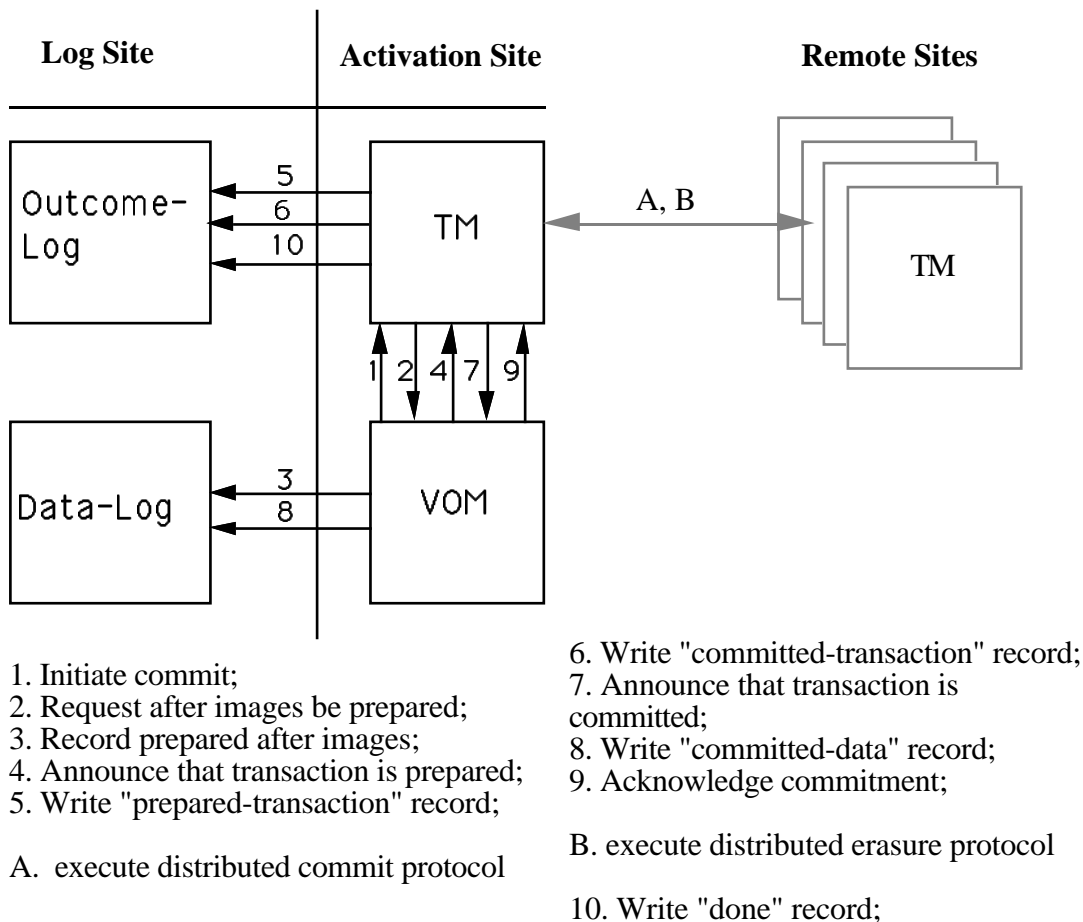 Log Site
Activation Site
Remote Sites
Outcome-
Log
5
6
10
TM
A, B
TM
1 2 4 7 9
Data-Log
3
8
VOM
1. Initiate commit;
2. Request after images be prepared;
3. Record prepared after images;
4. Announce that transaction is prepared;
5. Write "prepared-transaction" record;
A. execute distributed commit protocol
6. Write "committed-transaction" record;
7. Announce that transaction is
committed;
8. Write "committed-data" record;
9. Acknowledge commitment;
B. execute distributed erasure protocol
10. Write "done" record;